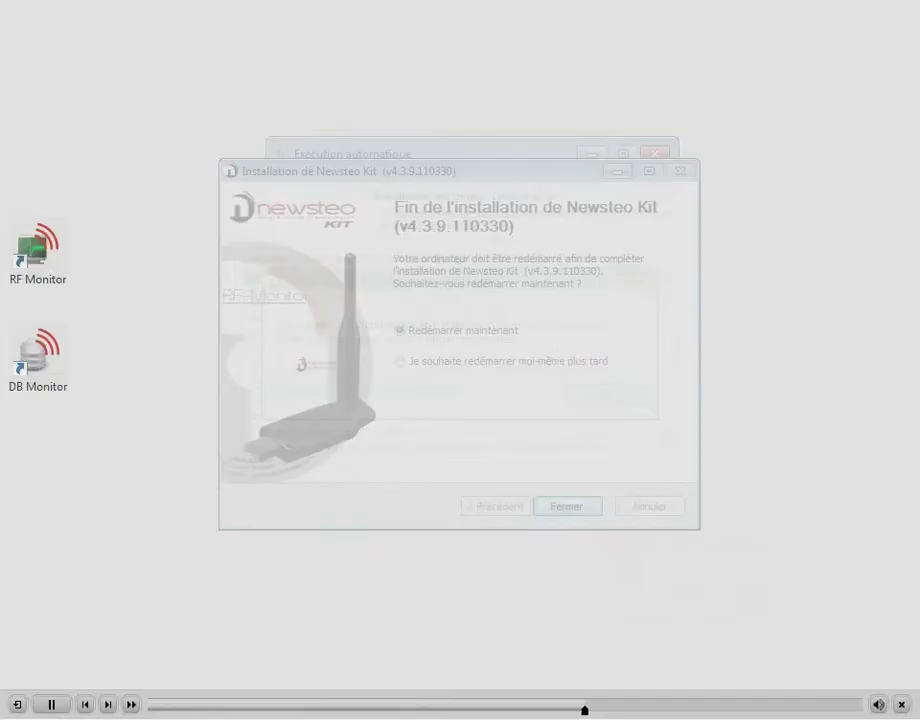 Exécution automatique
Installation de Newsteo Kit (v4.3.9.110330)
newsteo
KIT
Fin de l'installation de Newsteo Kit
(v4.3.9.110330)
Votre ordinateur doit être redémarré afin de compléter
l'installation de Newsteo Kit (v4.3.9.110330).
Souhaitez-vous redémarrer maintenant ?
RF-Monitor
Redémarrer maintenant
Je souhaite redémarrer moi-même plus tard
< Précédent
Fermer
Annuler
RF Monitor
DB Monitor